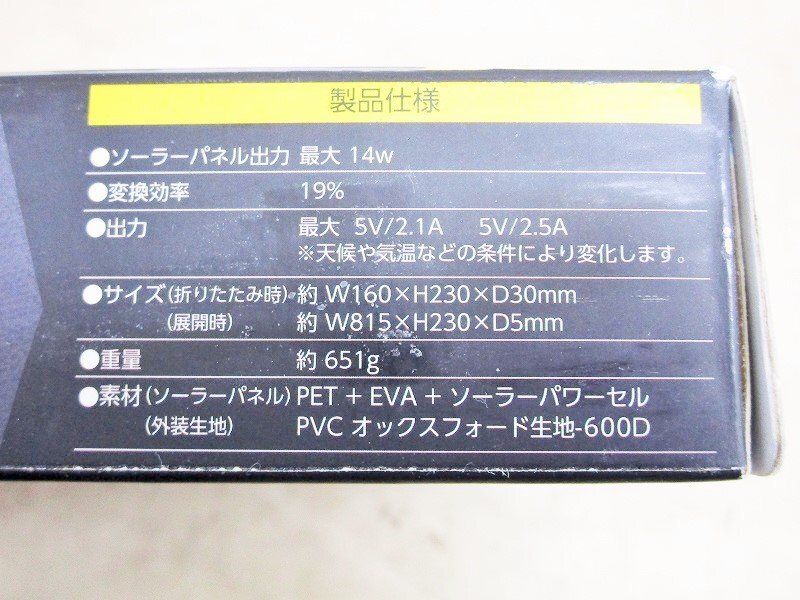 製品仕様
●ソーラーパネル出力 最大 14w
●変換効率 19%
●出力 最大 5V/2.1A 5V/2.5A
※天候や気温などの条件により変化します。
●サイズ(折りたたみ時) 約 W160×H230×D30mm
(展開時) 約 W815×H230×D5mm
●重量 約 651g
●素材(ソーラーパネル) PET + EVA + ソーラーパワーセル
(外装生地) PVC オックスフォード生地-600D